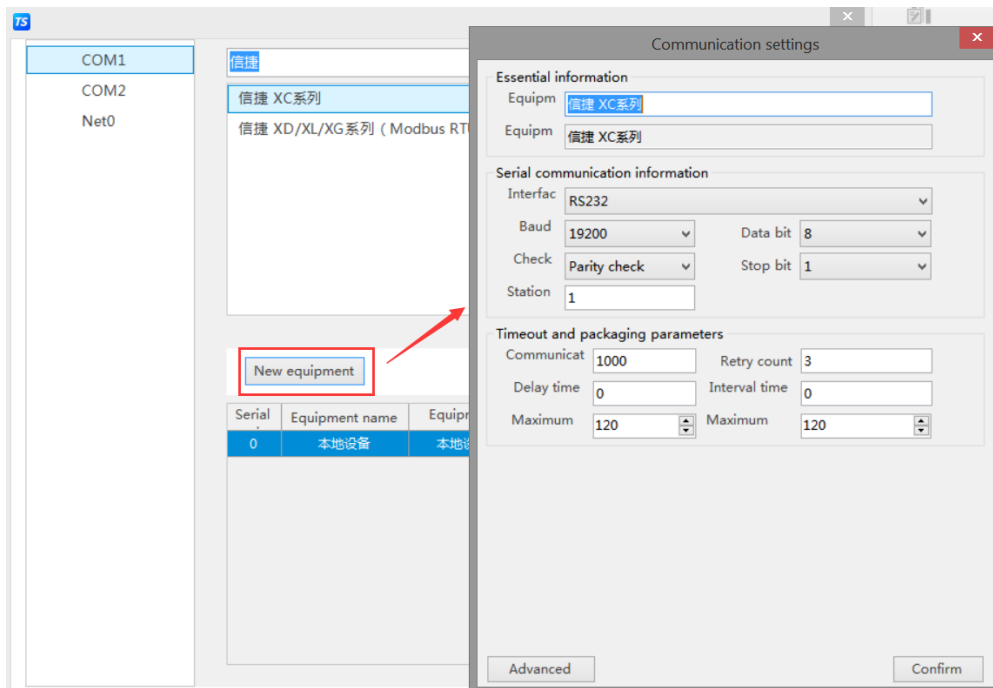 TS
COM1
COM2
Net0
信捷
信捷 XC系列
信捷 XD/XL/XG系列（Modbus RTU
New equipment
Serial Equipment name Equipm
0 本地设备 本地设
Communication settings
Essential information
Equipm 信捷 XC系列
Equipm 信捷 XC系列
Serial communication information
Interfac RS232
Baud 19200 Data bit 8
Check Parity check Stop bit 1
Station 1
Timeout and packaging parameters
Communicat 1000 Retry count 3
Delay time 0 Interval time 0
Maximum 120 Maximum 120
Advanced Confirm